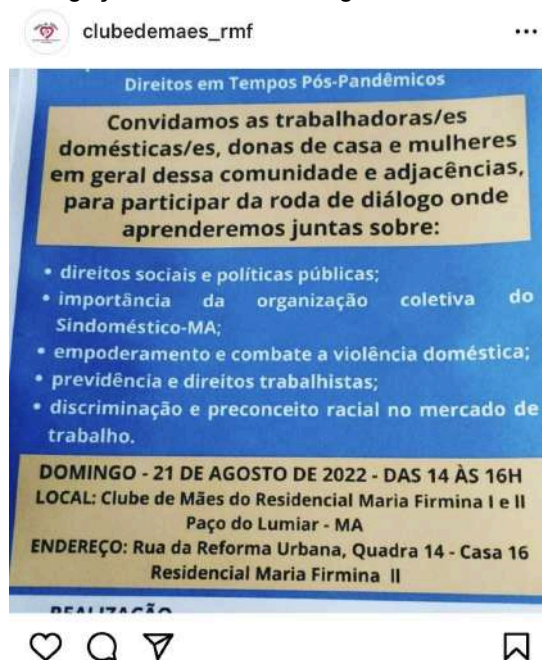 clubedemaes_rmf
Direitos em Tempos Pós-Pandêmicos
Convidamos as trabalhadoras/es
domésticas/es, donas de casa e mulheres
em geral dessa comunidade e adjacências,
para participar da roda de diálogo onde
aprenderemos juntas sobre:
• direitos sociais e políticas públicas;
• importância da organização coletiva do
Sindoméstico-MA;
• empoderamento e combate a violência doméstica;
• previdência e direitos trabalhistas;
• discriminação e preconceito racial no mercado de
trabalho.
DOMINGO - 21 DE AGOSTO DE 2022 - DAS 14 ÀS 16H
LOCAL: Clube de Mães do Residencial Maria Firmina I e II
Paço do Lumiar - MA
ENDEREÇO: Rua da Reforma Urbana, Quadra 14 - Casa 16
Residencial Maria Firmina II
REALIZAÇÃO